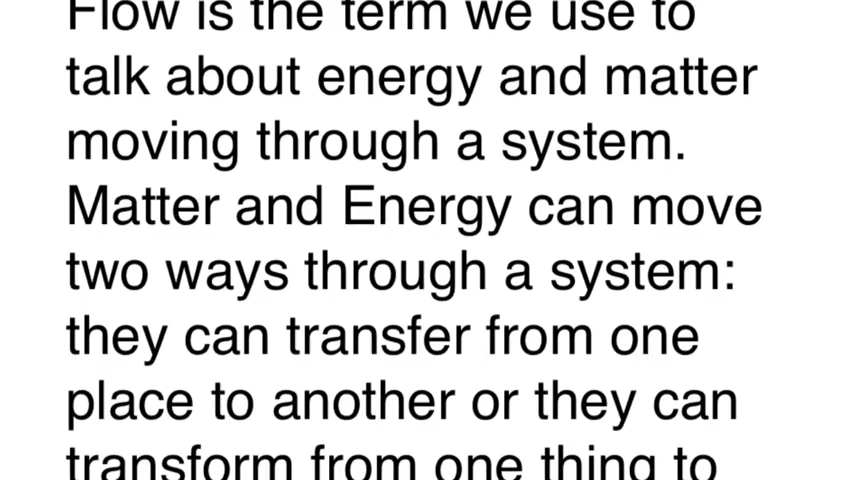 Flow is the term we use to
talk about energy and matter
moving through a system.
Matter and Energy can move
two ways through a system:
they can transfer from one
place to another or they can
transform from one thing to